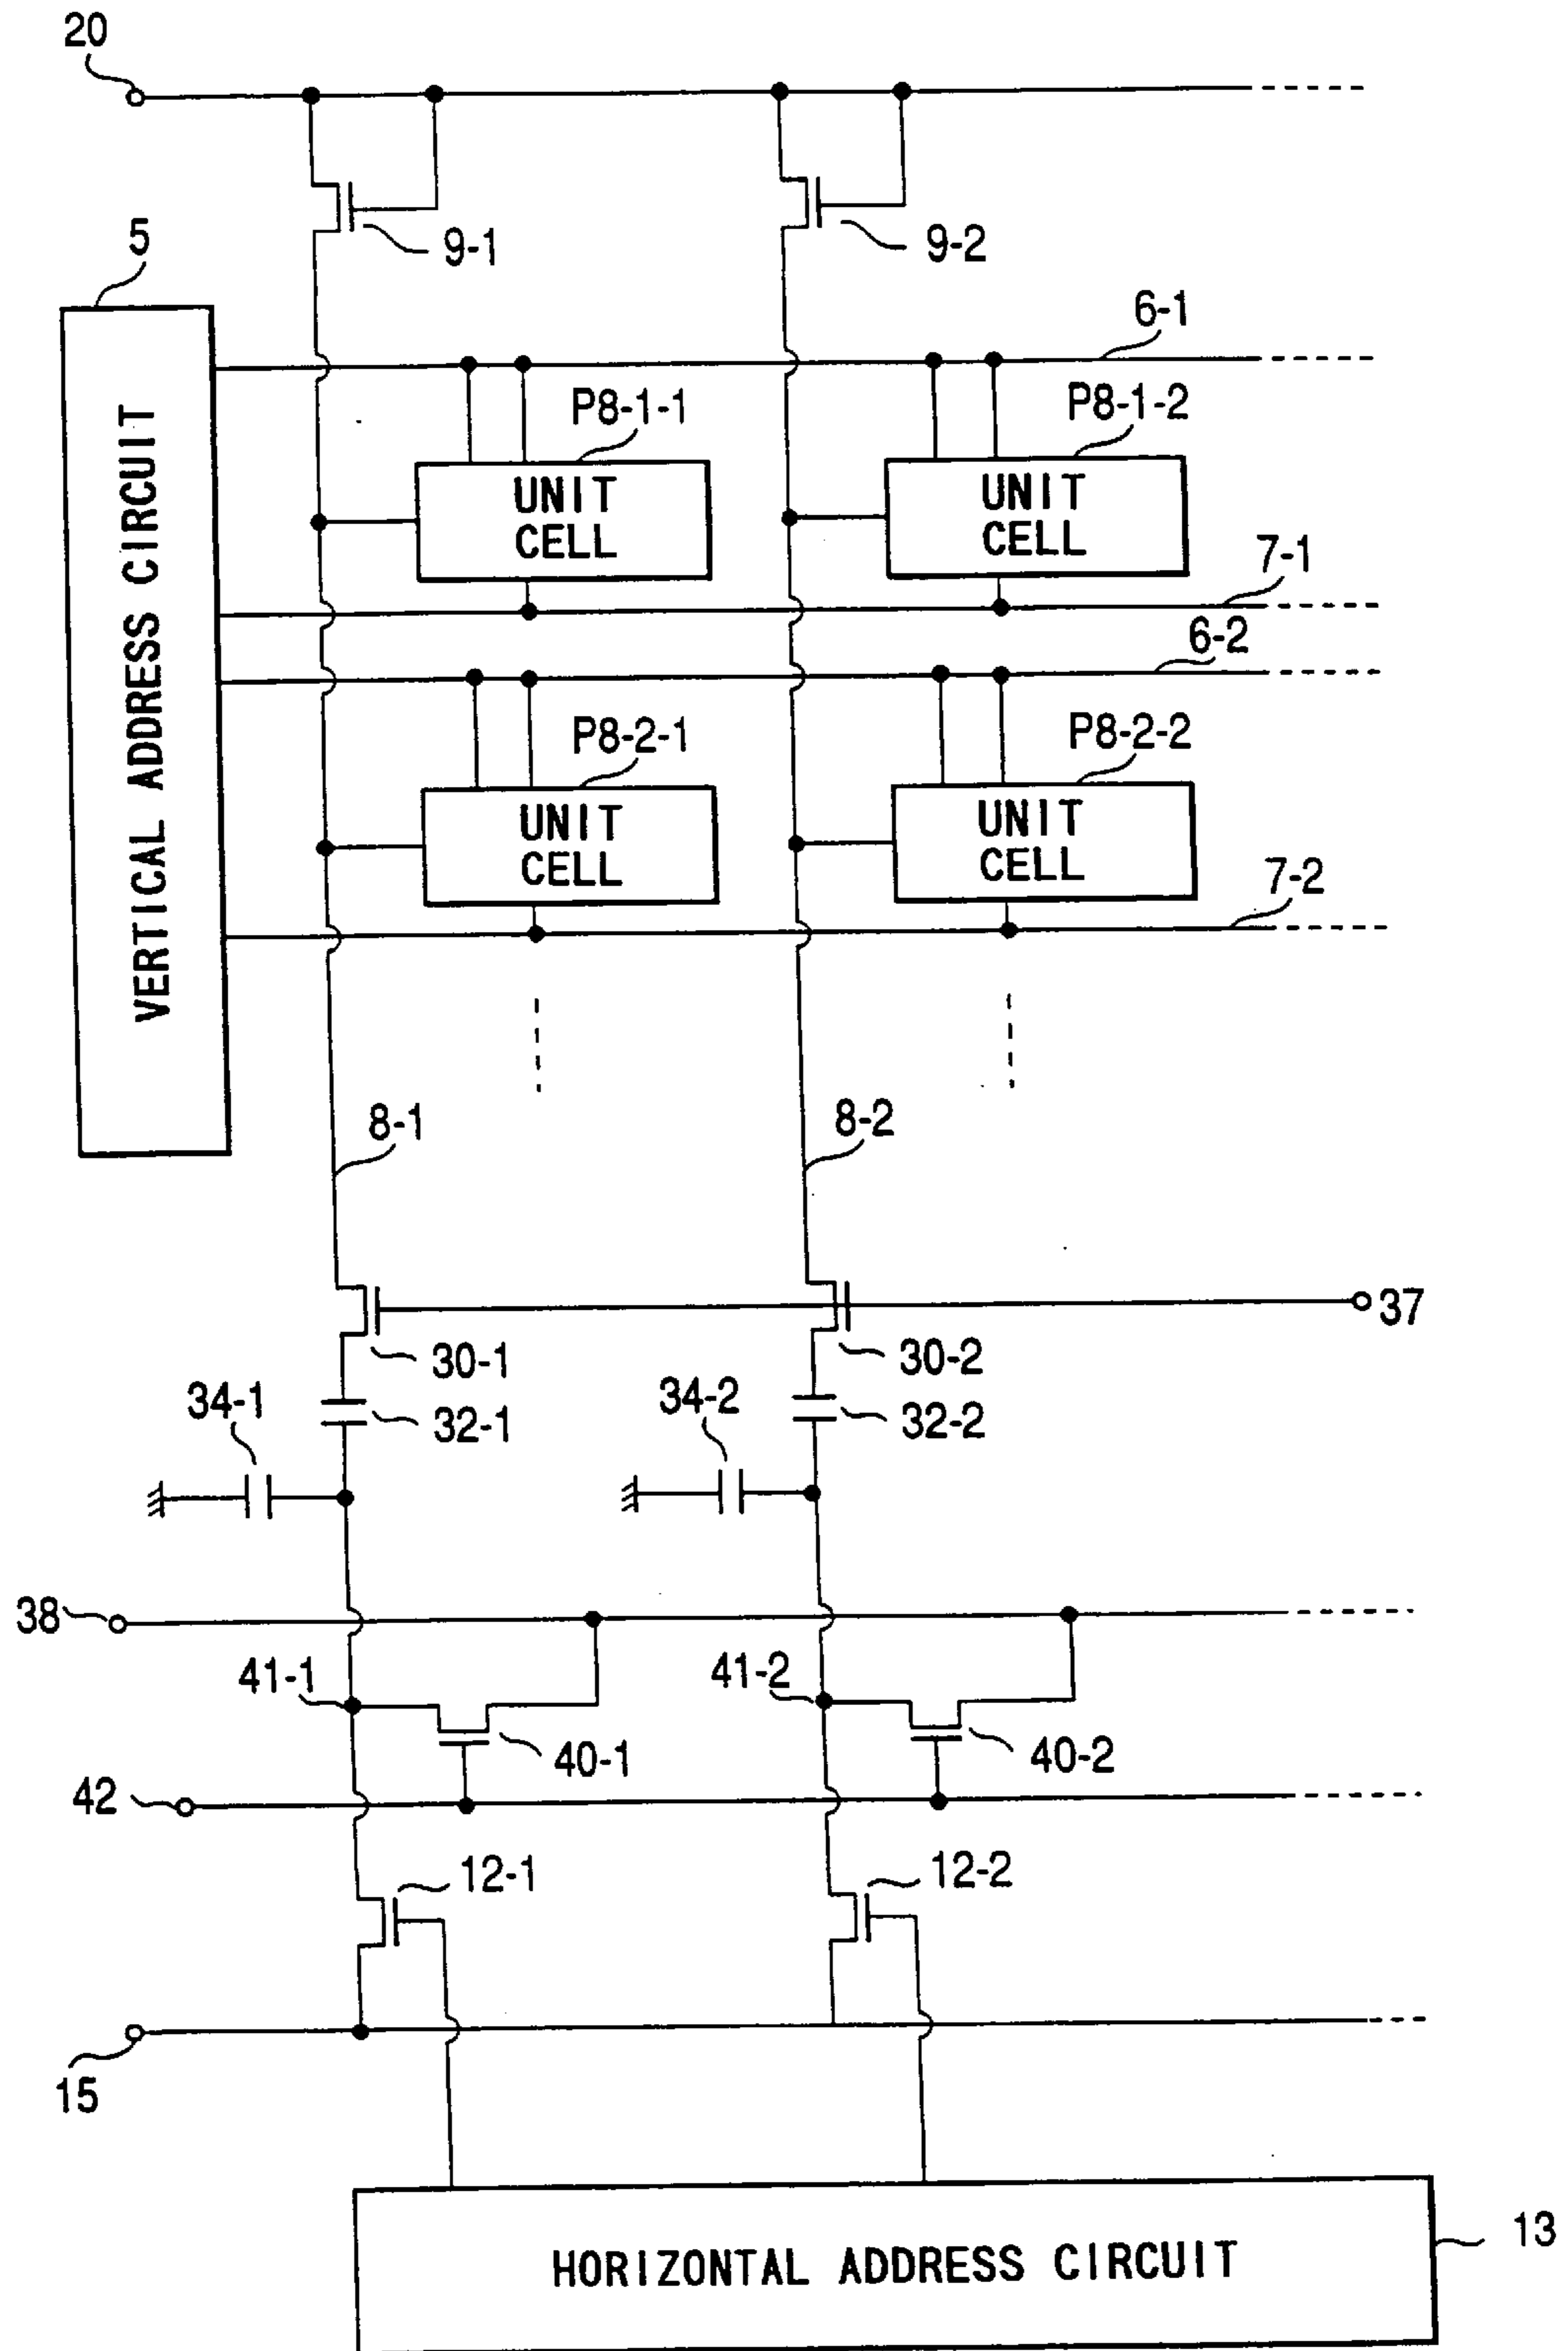 20
9-1
9-2
5
6-1
P8-1-1
P8-1-2
UNIT
CELL
UNIT
CELL
7-1
6-2
P8-2-1
P8-2-2
UNIT
CELL
UNIT
CELL
7-2
VERTICAL ADDRESS CIRCUIT
8-1
8-2
37
30-1
30-2
34-1
32-1
34-2
32-2
38
41-1
41-2
40-1
40-2
42
12-1
12-2
15
13
HORIZONTAL ADDRESS CIRCUIT